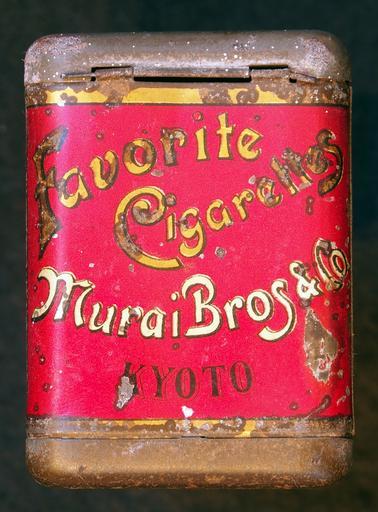 Favorite
Cigarettes
Murai Bros & Co
KYOTO